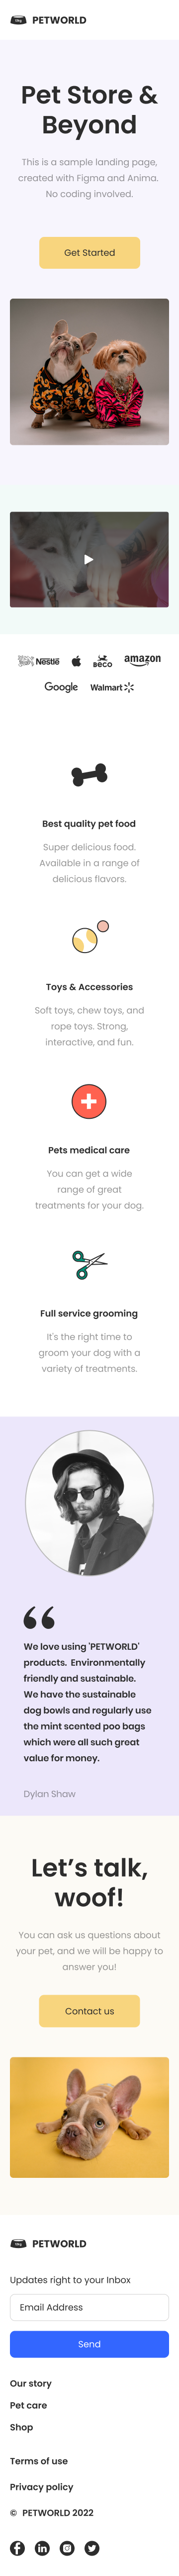 PETWORLD
Pet Store &
Beyond
This is a sample landing page,
created with Figma and Anima.
No coding involved.
Get Started
Nestlé
BECO
amazon
Google
Walmart
Best quality pet food
Super delicious food.
Available in a range of
delicious flavors.
Toys & Accessories
Soft toys, chew toys, and
rope toys. Strong,
interactive, and fun.
Pets medical care
You can get a wide
range of great
treatments for your dog.
Full service grooming
It's the right time to
groom your dog with a
variety of treatments.
We love using 'PETWORLD'
products. Environmentally
friendly and sustainable.
We have the sustainable
dog bowls and regularly use
the mint scented poo bags
which were all such great
value for money.
Dylan Shaw
Let's talk,
woof!
You can ask us questions about
your pet, and we will be happy to
answer you!
Contact us
PETWORLD
Updates right to your Inbox
Email Address
Send
Our story
Pet care
Shop
Terms of use
Privacy policy
© PETWORLD 2022